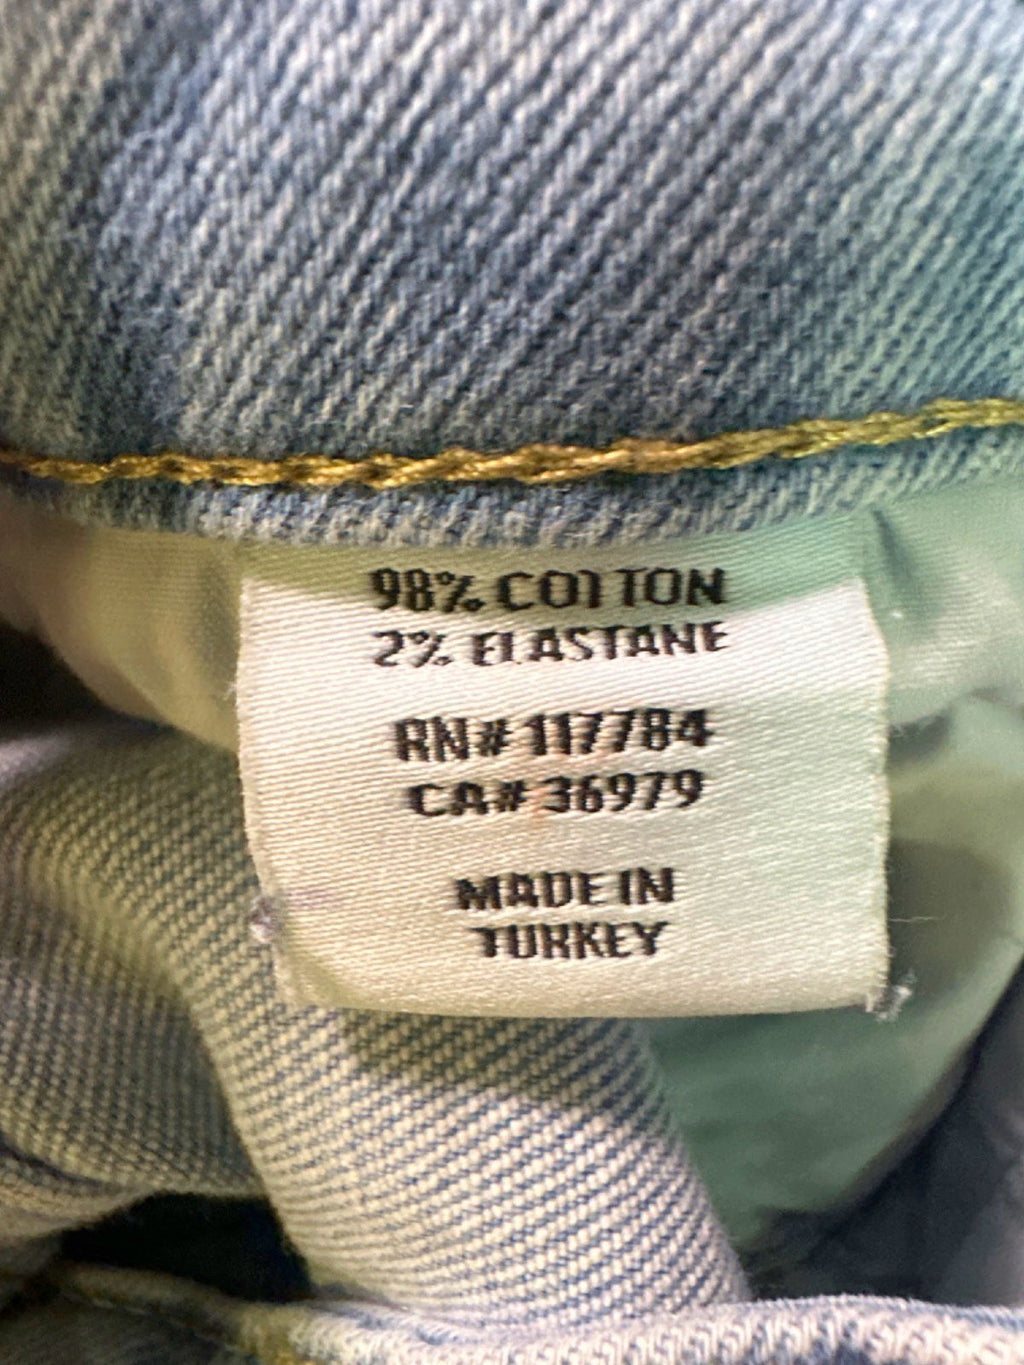 98% COTTON
2% ELASTANE
RN# 117784
CA# 36979
MADE IN
TURKEY